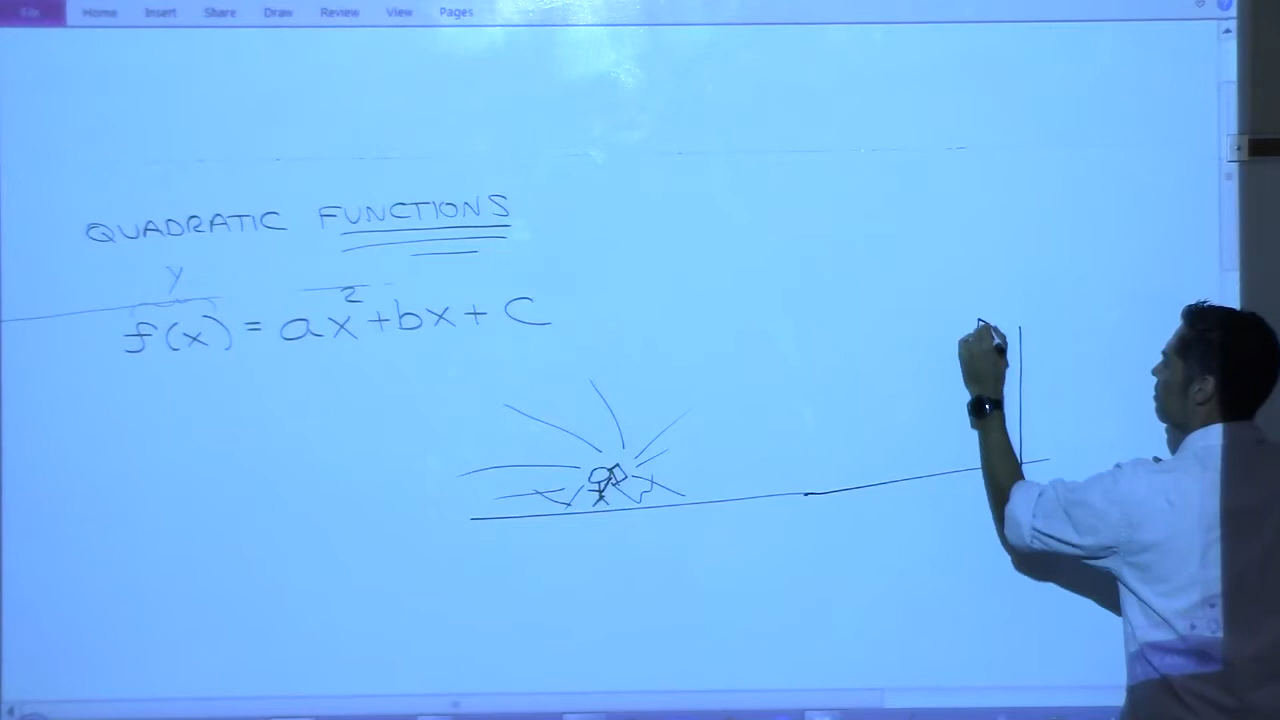 File Home Insert Share Draw Review View Pages
QUADRATIC FUNCTIONS
y
f(x) = ax²+bx+c